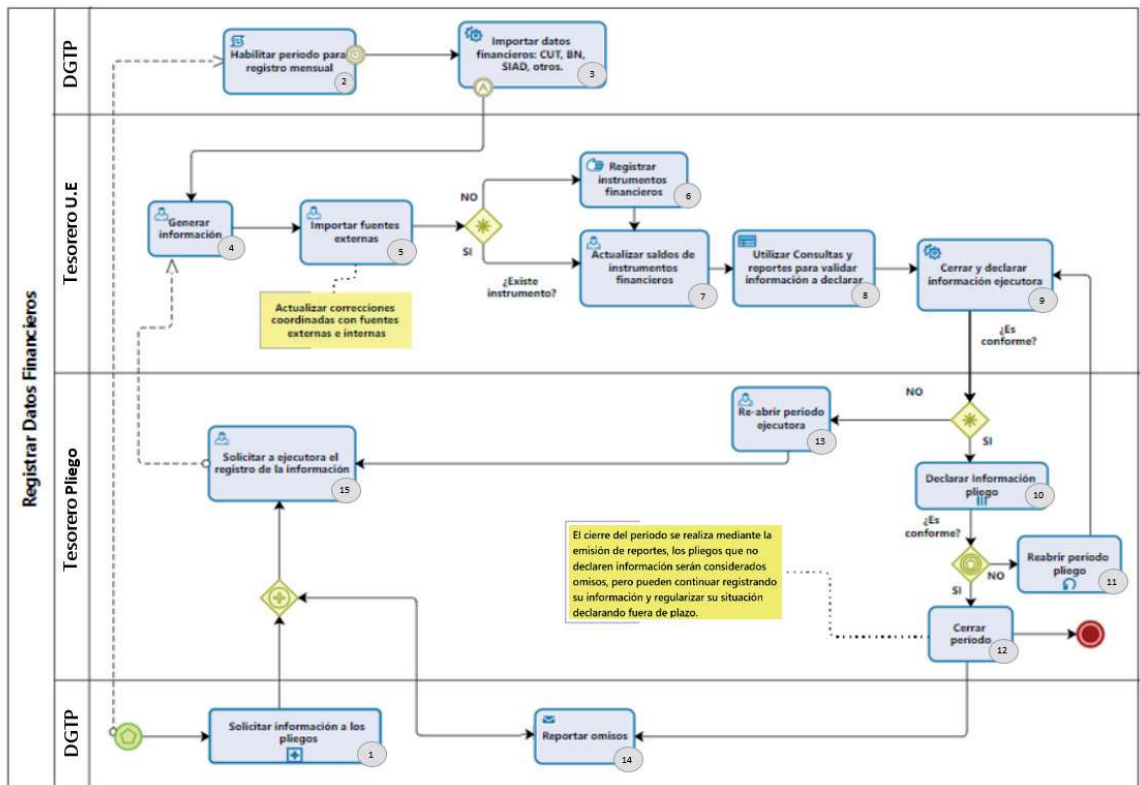 Registrar Datos Financieros
DGTP
Habilitar período para
registro mensual
2
Importar datos
financieros: CUT, BN,
SIAD, otros.
3
Tesorero U.E
Generar
información
4
Importar fuentes
externas
5
Actualizar correcciones
coordinadas con fuentes
externas e internas
NO
SI
¿Existe
instrumento?
Registrar
instrumentos
financieros
6
Actualizar saldos de
instrumentos
financieros
7
Utilizar Consultas y
reportes para validar
información a declarar
8
Cerrar y declarar
información ejecutora
9
¿Es
conforme?
Tesorero Pliego
NO
SI
Re-abrir período
ejecutora
13
Solicitar a ejecutora el
registro de la información
15
Declarar Información
pliego
10
¿Es
conforme?
NO
SI
Reabrir período
pliego
11
El cierre del período se realiza mediante la
emisión de reportes, los pliegos que no
declaren información serán considerados
omisos, pero pueden continuar registrando
su información y regularizar su situación
declarando fuera de plazo.
Cerrar
período
12
DGTP
Solicitar información a los
pliegos
1
Reportar omisos
14